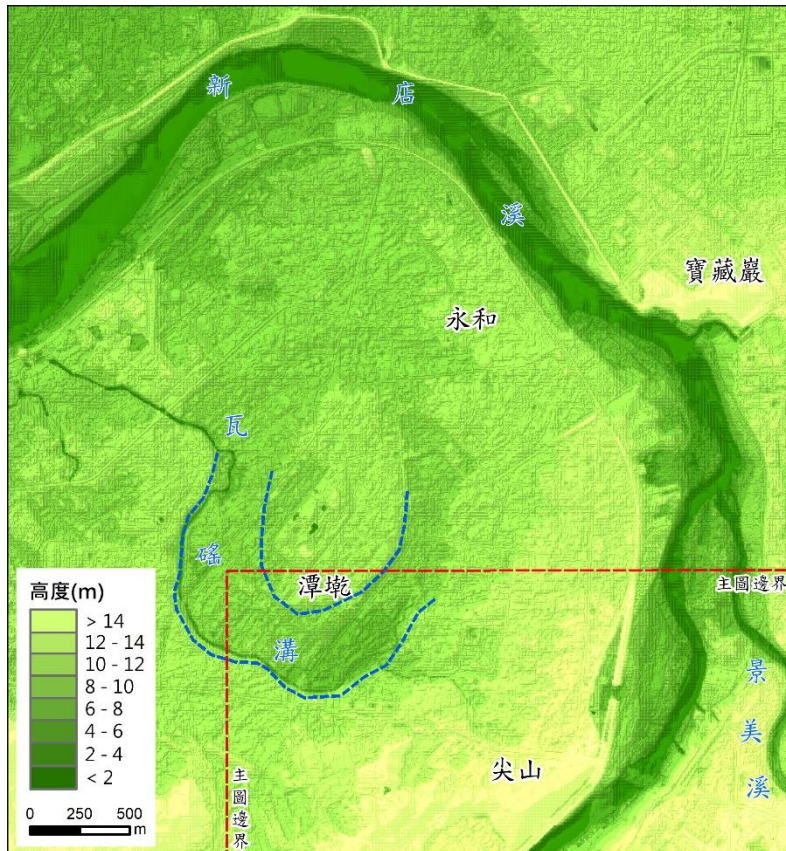 新
店
溪
寶藏巖
永和
瓦
磘
潭墘
主圖邊界
溝
景
美
溪
尖山
主圖邊界
高度(m)
> 14
12 - 14
10 - 12
8 - 10
6 - 8
4 - 6
2 - 4
< 2
0 250 500
m